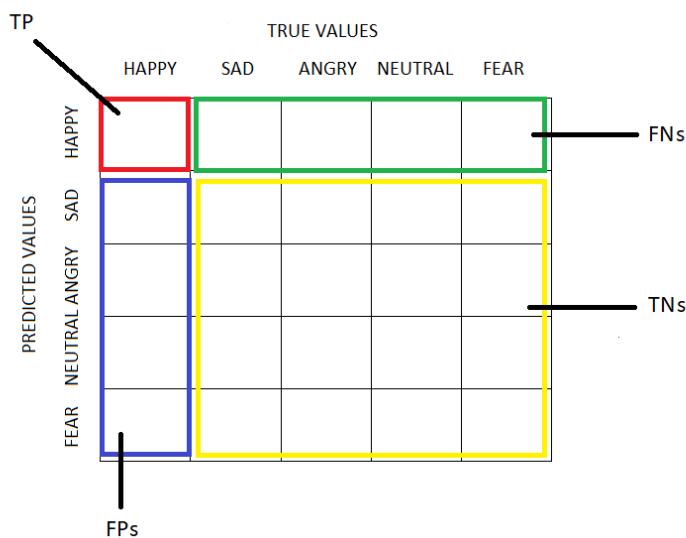 TP
TRUE VALUES
HAPPY SAD ANGRY NEUTRAL FEAR
HAPPY
FNs
SAD
PREDICTED VALUES
ANGRY
TNs
NEUTRAL
FEAR
FPs